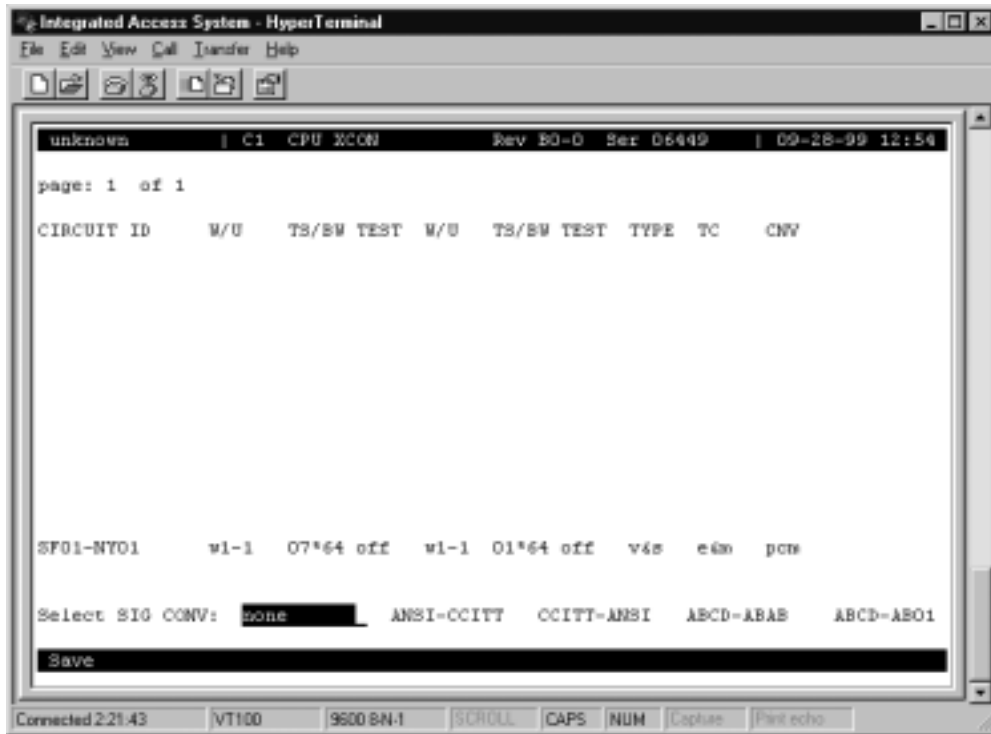 Integrated Access System - HyperTerminal
File Edit View Call Transfer Help
unknown | C1 CPU XCON Rev B0-0 Ser 06449 | 09-28-99 12:54
page: 1 of 1
CIRCUIT ID W/U TS/BW TEST W/U TS/BW TEST TYPE TC CNV
SF01-NY01 w1-1 07*64 off w1-1 01*64 off v&s e&m pcm
Select SIG CONV: none ANSI-CCITT CCITT-ANSI ABCD-ABAB ABCD-AB01
Save
Connected 2:21:43 VT100 9600 8-N-1 SCROLL CAPS NUM Capture Print echo